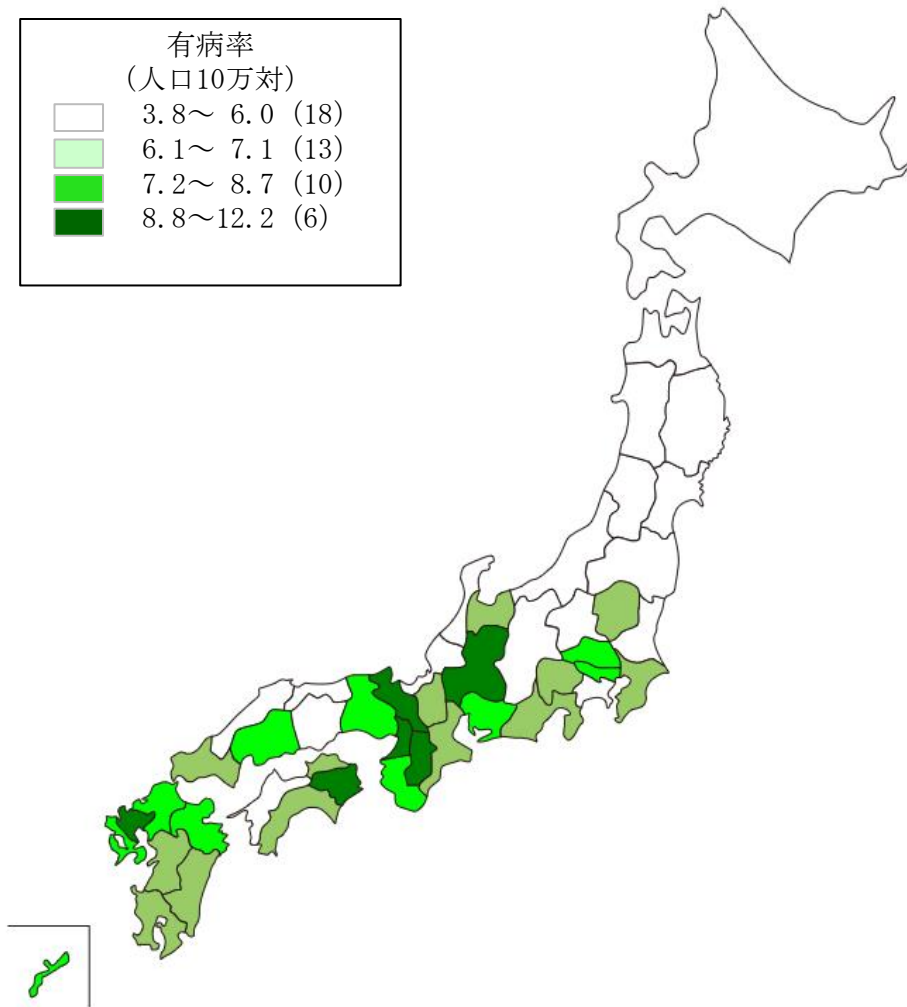 有病率
（人口10万対）
3.8～ 6.0 (18)
6.1～ 7.1 (13)
7.2～ 8.7 (10)
8.8～12.2 (6)